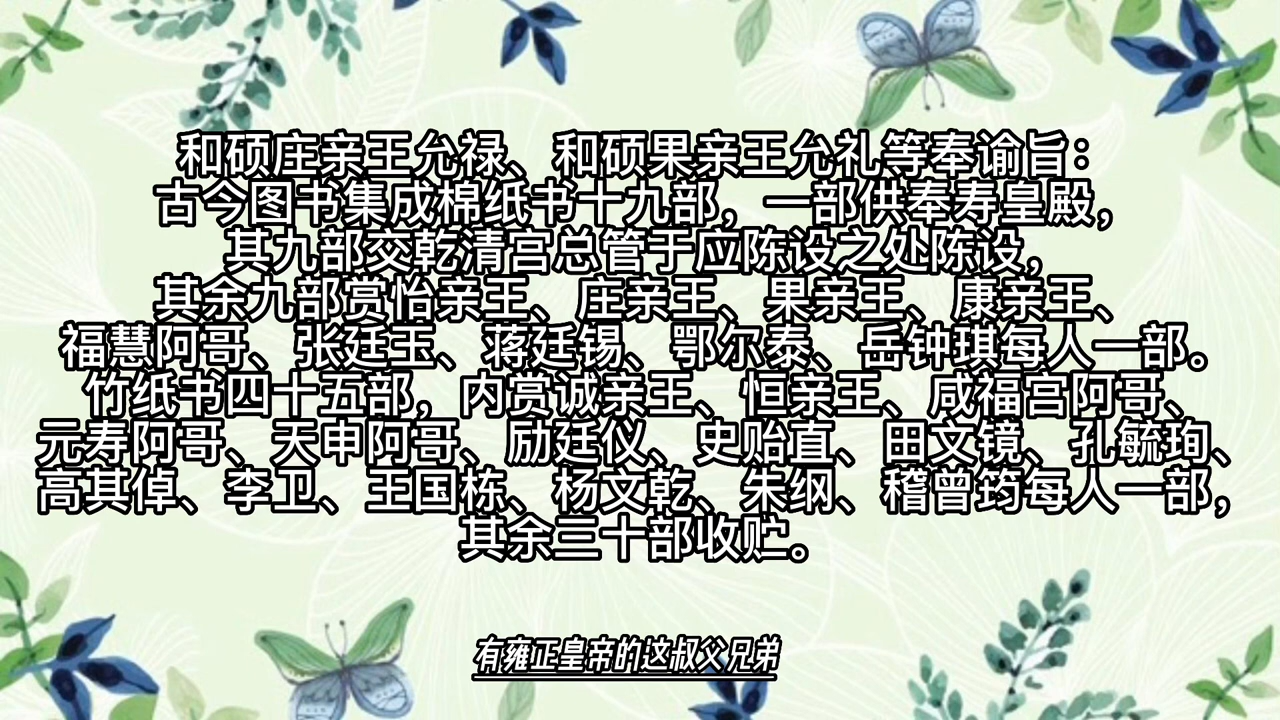 和硕庄亲王允禄、和硕果亲王允礼等奉谕旨：
古今图书集成棉纸书十九部，一部供奉寿皇殿，
其九部交乾清宫总管于应陈设之处陈设，
其余九部赏怡亲王、庄亲王、果亲王、康亲王、
福慧阿哥、张廷玉、蒋廷锡、鄂尔泰、岳钟琪每人一部。
竹纸书四十五部，内赏诚亲王、恒亲王、咸福宫阿哥、
元寿阿哥、天申阿哥、励廷仪、史贻直、田文镜、孔毓珣、
高其倬、李卫、王国栋、杨文乾、朱纲、稽曾筠每人一部，
其余三十部收贮。
有雍正皇帝的这叔父兄弟